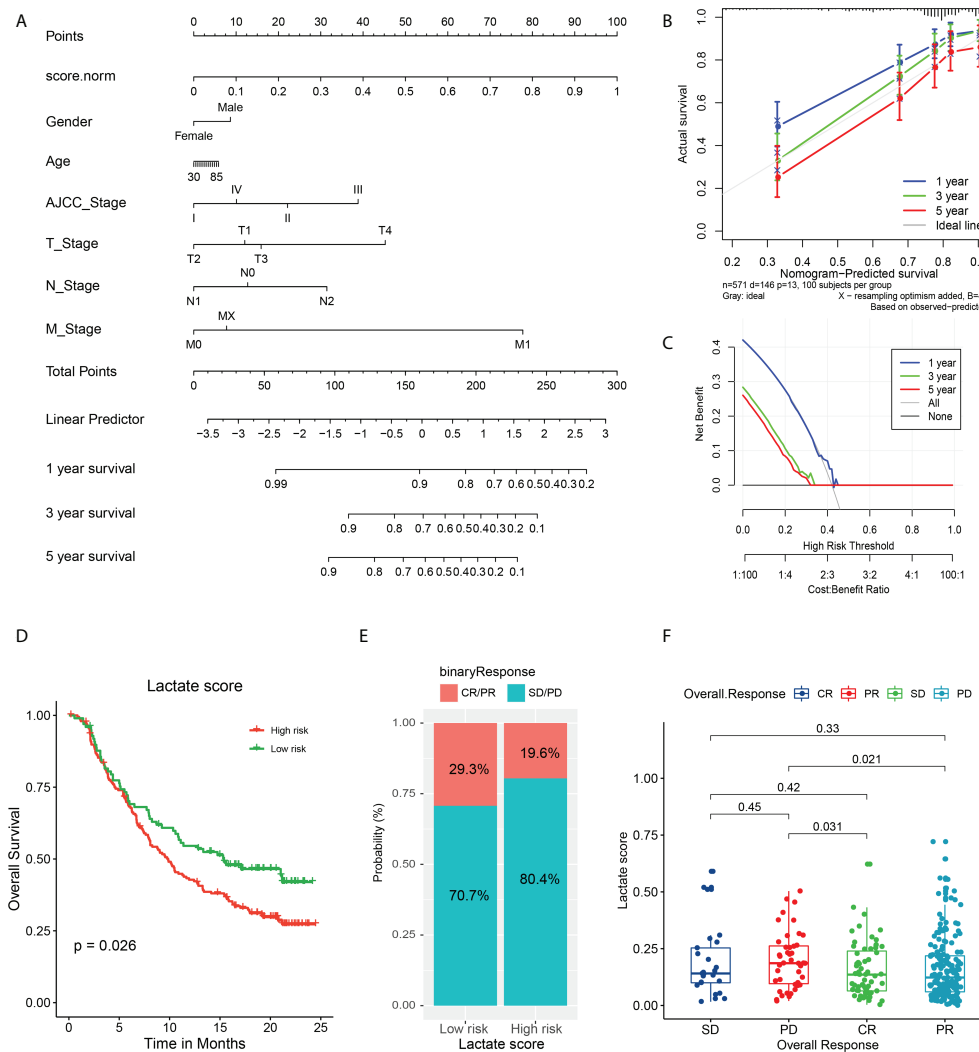 A
Points
0 10 20 30 40 50 60 70 80 90 100
score.norm
0 0.1 0.2 0.3 0.4 0.5 0.6 0.7 0.8 0.9 1
Male
Gender
Female
Age
30 85
IV III
AJCC_Stage
I II
T1 T4
T_Stage
T2 T3
N0
N_Stage
N1 N2
MX
M_Stage
M0 M1
Total Points
0 50 100 150 200 250 300
Linear Predictor
−3.5 −3 −2.5 −2 −1.5 −1 −0.5 0 0.5 1 1.5 2 2.5 3
1 year survival
0.99 0.9 0.8 0.7 0.6 0.5 0.4 0.3 0.2
3 year survival
0.9 0.8 0.7 0.6 0.5 0.4 0.3 0.2 0.1
5 year survival
0.9 0.8 0.7 0.6 0.5 0.4 0.3 0.2 0.1
B
Actual survival
0.0 0.2 0.4 0.6 0.8 1.0
1 year
3 year
5 year
Ideal line
0.2 0.3 0.4 0.5 0.6 0.7 0.8
Nomogram−Predicted survival
n=571 d=146 p=13, 100 subjects per group
Gray: ideal
X − resampling optimism added, B=
Based on observed−predict
C
Net Benefit
0.0 0.1 0.2 0.3 0.4
1 year
3 year
5 year
All
None
0.0 0.2 0.4 0.6 0.8 1.0
High Risk Threshold
1:100 1:4 2:3 3:2 4:1 100:1
Cost:Benefit Ratio
D
Lactate score
Overall Survival
1.00
0.75
0.50
0.25
0.00
High risk
Low risk
p = 0.026
0 5 10 15 20 25
Time in Months
E
binaryResponse
CR/PR SD/PD
Probability (%)
1.00
0.75
0.50
0.25
0.00
29.3% 19.6%
70.7% 80.4%
Low risk High risk
Lactate score
F
Overall.Response CR PR SD PD
Lactate score
1.00
0.75
0.50
0.25
0.00
0.33
0.021
0.42
0.45
0.031
SD PD CR PR
Overall Response